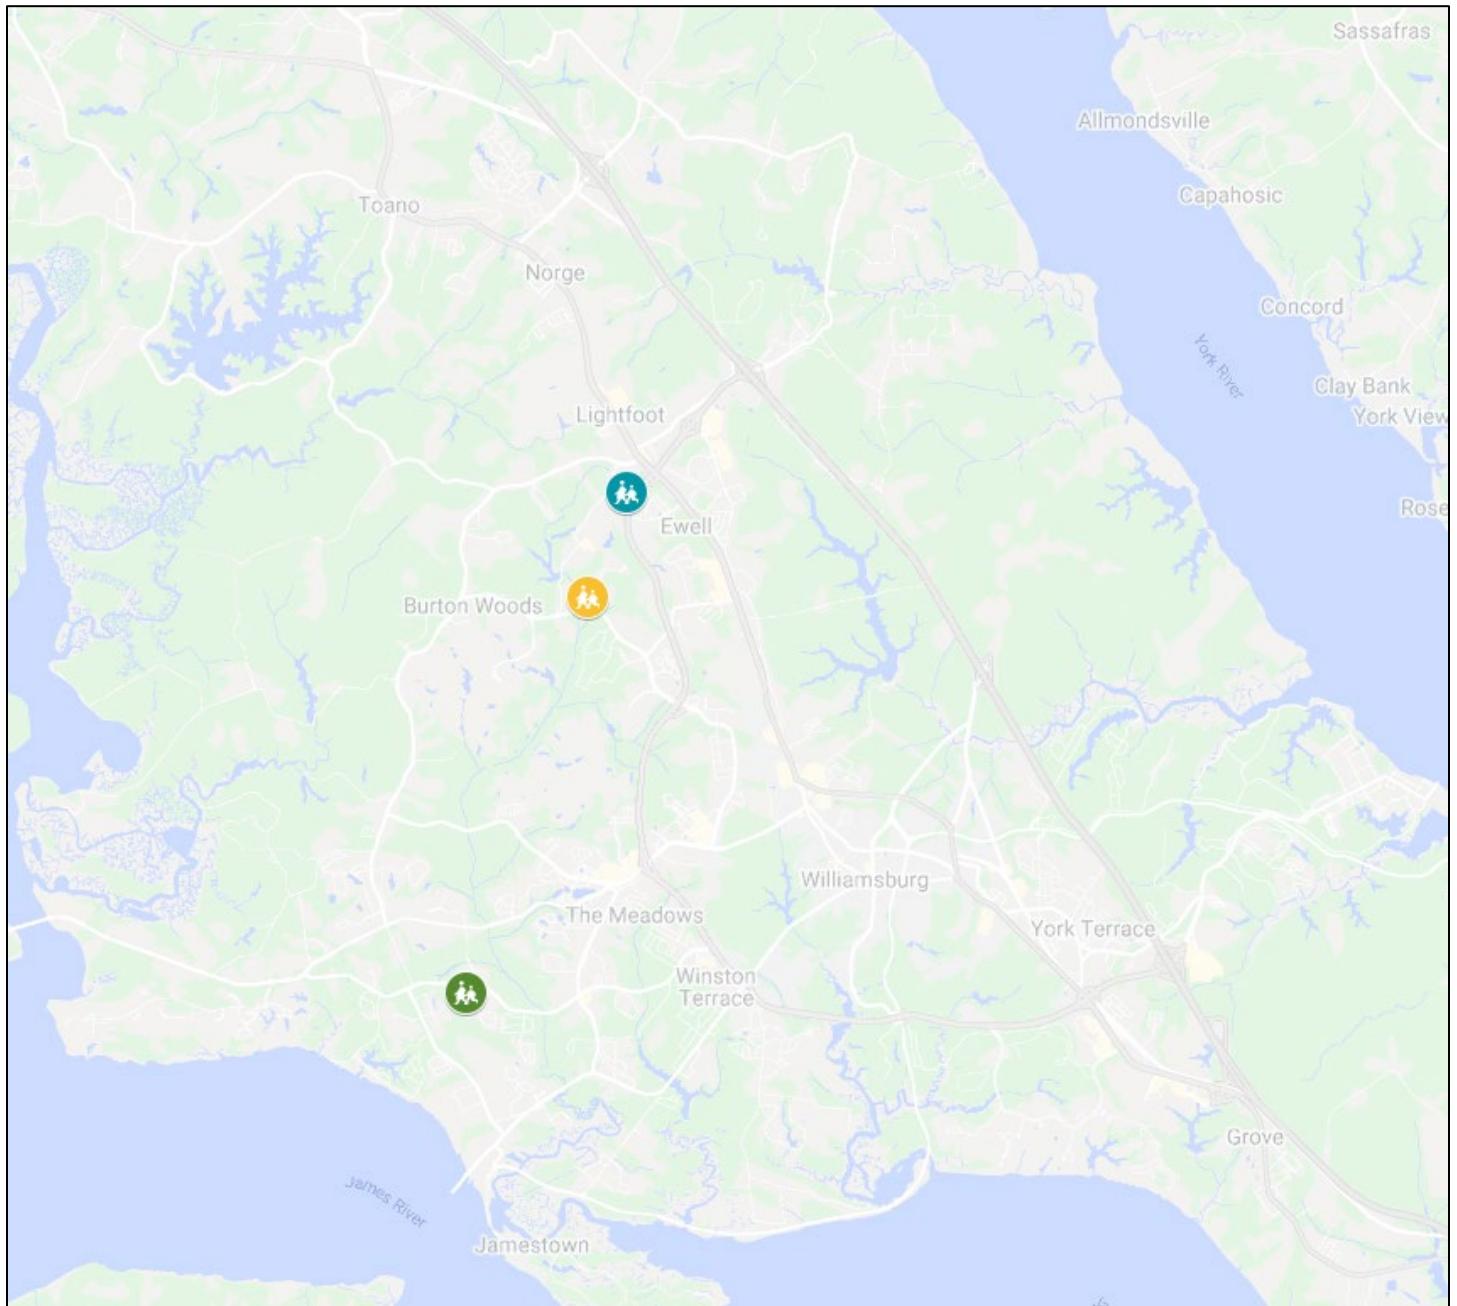 Sassafras
Allmondsville
Capahosic
Toano
Norge
Concord
York River
Clay Bank
Lightfoot
York View
Rose
Ewell
Burton Woods
Williamsburg
The Meadows
York Terrace
Winston
Terrace
Grove
James River
Jamestown